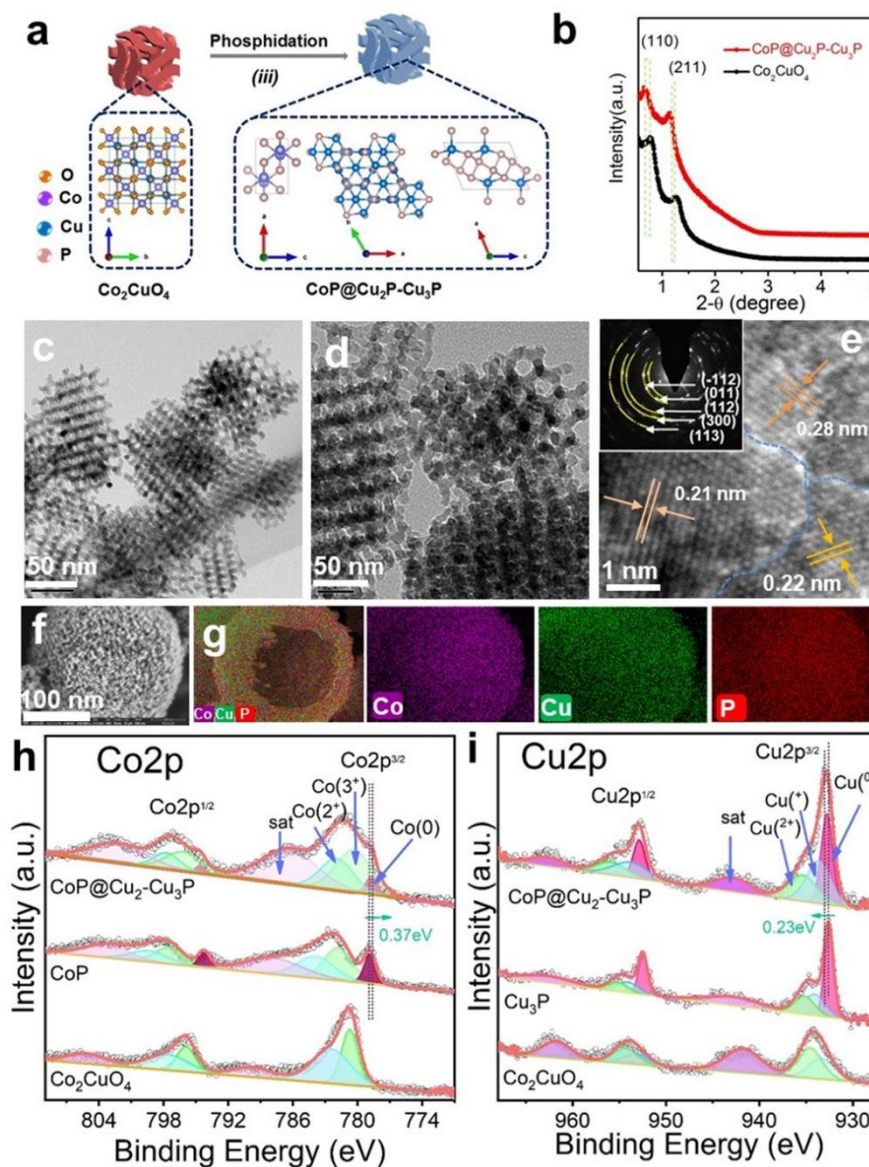 a
Phosphidation
(iii)
O
Co
Cu
P
c
b
a
c
b
a
a
c
Co₂CuO₄
CoP@Cu₂P-Cu₃P
b
(110)
(211)
CoP@Cu₂P-Cu₃P
Co₂CuO₄
Intensity(a.u.)
1 2 3 4
2-θ (degree)
c
50 nm
d
50 nm
e
(-112)
(011)
(112)
(300)
(113)
0.28 nm
0.21 nm
0.22 nm
1 nm
f
100 nm
g
Co Cu P
Co
Cu
P
h
Co2p
Co2p³/²
Co(3⁺)
Co2p¹/²
Co(2⁺)
sat
Co(0)
CoP@Cu₂-Cu₃P
0.37eV
CoP
Co₂CuO₄
Intensity (a.u.)
804 798 792 786 780 774
Binding Energy (eV)
i
Cu2p
Cu2p³/²
Cu2p¹/²
Cu(⁺)
Cu(⁰
sat
Cu(²⁺)
CoP@Cu₂-Cu₃P
0.23eV
Cu₃P
Co₂CuO₄
Intensity (a.u.)
960 950 940 930
Binding Energy (eV)